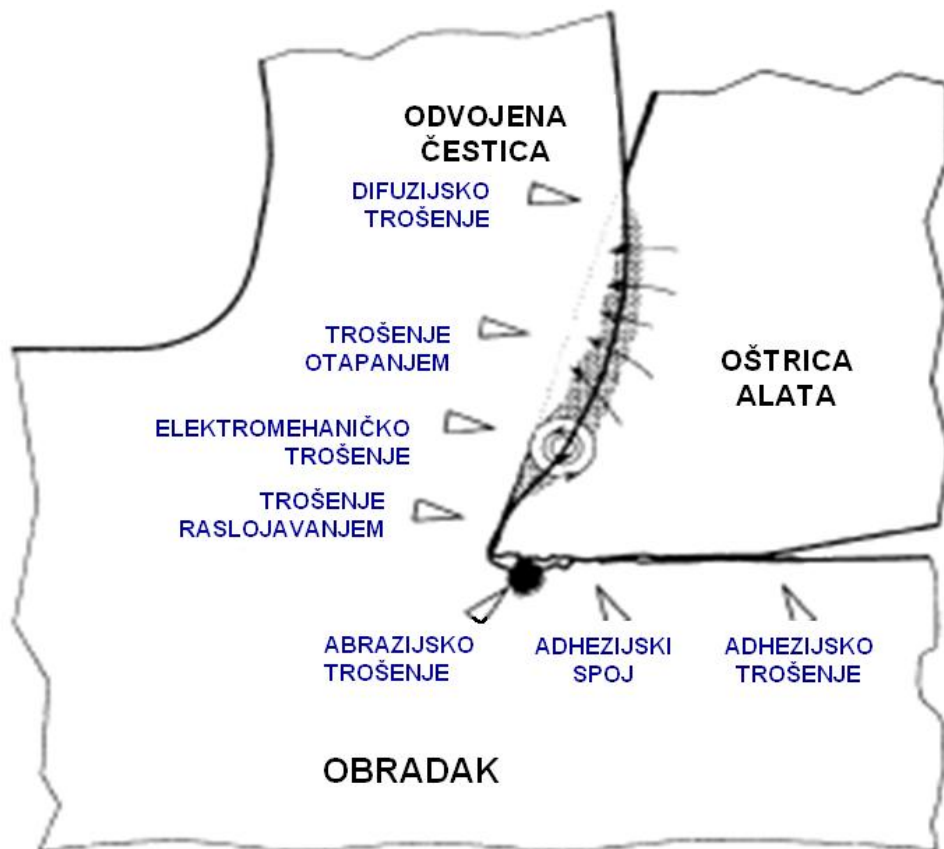 ODVOJENA
ČESTICA
DIFUZIJSKO
TROŠENJE
TROŠENJE
OTAPANJEM
OŠTRICA
ALATA
ELEKTROMEHANIČKO
TROŠENJE
TROŠENJE
RASLOJAVANJEM
ABRAZIJSKO
TROŠENJE
ADHEZIJSKI
SPOJ
ADHEZIJSKO
TROŠENJE
OBRADAK